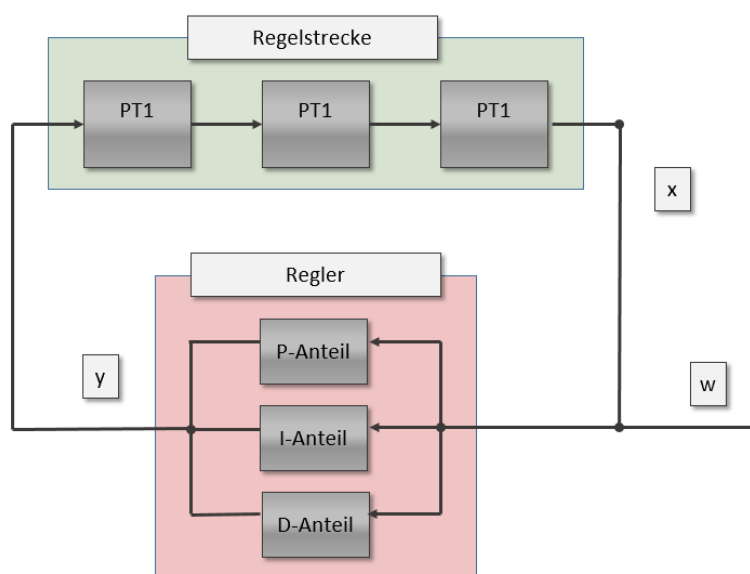 Regelstrecke
PT1
PT1
PT1
x
Regler
P-Anteil
y
w
I-Anteil
D-Anteil